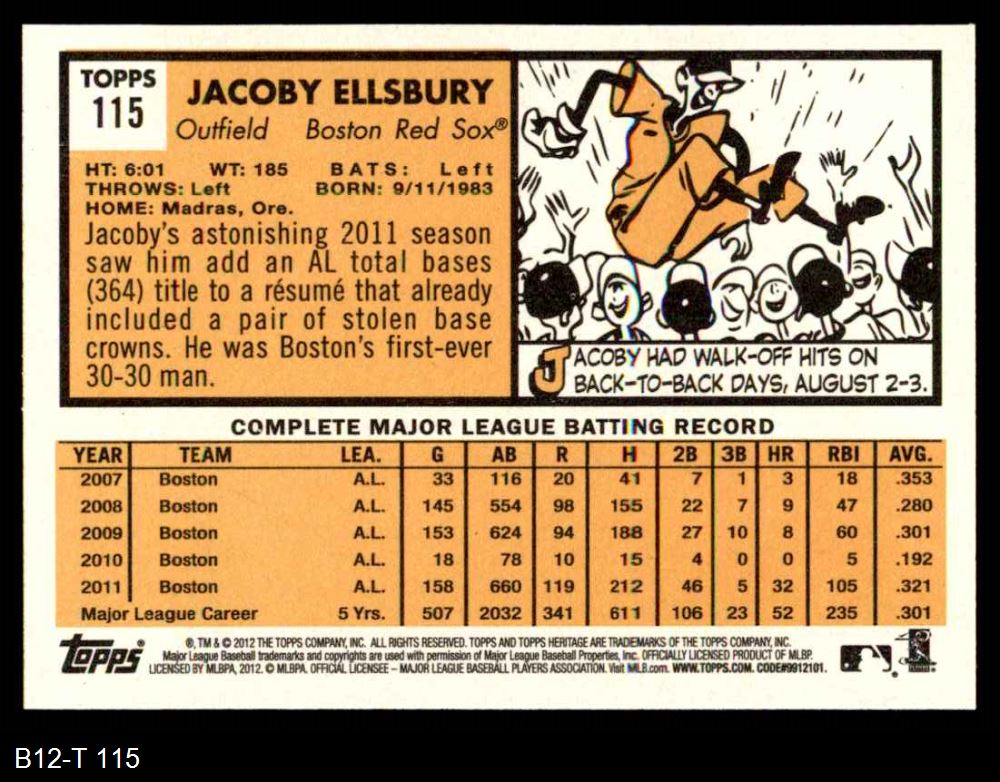 TOPPS
115
JACOBY ELLSBURY
Outfield Boston Red Sox®
HT: 6:01 WT: 185 BATS: Left
THROWS: Left BORN: 9/11/1983
HOME: Madras, Ore.
Jacoby's astonishing 2011 season
saw him add an AL total bases
(364) title to a résumé that already
included a pair of stolen base
crowns. He was Boston's first-ever
30-30 man.
JACOBY HAD WALK-OFF HITS ON
BACK-TO-BACK DAYS, AUGUST 2-3.
COMPLETE MAJOR LEAGUE BATTING RECORD
YEAR TEAM LEA. G AB R H 2B 3B HR RBI AVG.
2007 Boston A.L. 33 116 20 41 7 1 3 18 .353
2008 Boston A.L. 145 554 98 155 22 7 9 47 .280
2009 Boston A.L. 153 624 94 188 27 10 8 60 .301
2010 Boston A.L. 18 78 10 15 4 0 0 5 .192
2011 Boston A.L. 158 660 119 212 46 5 32 105 .321
Major League Career 5 Yrs. 507 2032 341 611 106 23 52 235 .301
Topps®
®, TM & © 2012 THE TOPPS COMPANY, INC. ALL RIGHTS RESERVED. TOPPS AND TOPPS HERITAGE ARE TRADEMARKS OF THE TOPPS COMPANY, INC.
Major League Baseball trademarks and copyrights are used with permission of Major League Baseball Properties, Inc. OFFICIALLY LICENSED PRODUCT OF MLBP.
LICENSED BY MLBPA, 2012. © MLBPA. OFFICIAL LICENSEE – MAJOR LEAGUE BASEBALL PLAYERS ASSOCIATION. Visit MLB.com. WWW.TOPPS.COM. CODE#9912101.
B12-T 115